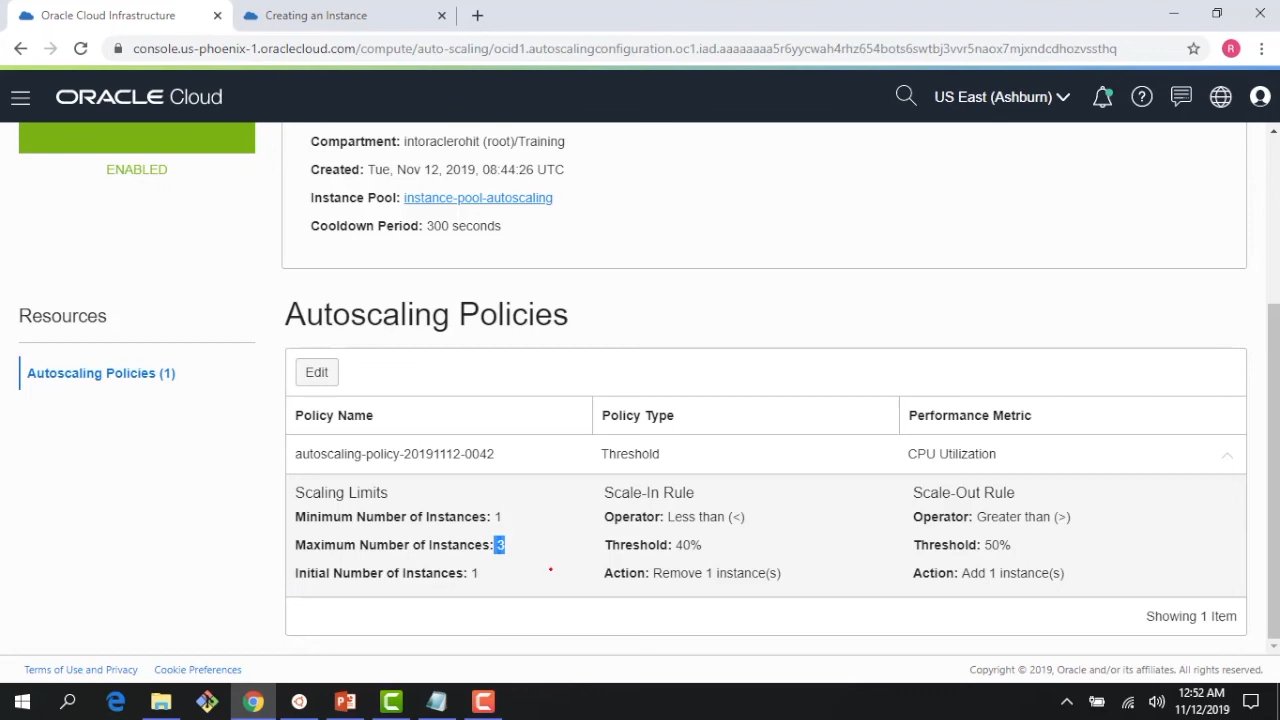 Oracle Cloud Infrastructure
Creating an Instance
console.us-phoenix-1.oraclecloud.com/compute/auto-scaling/ocid1.autoscalingconfiguration.oc1.iad.aaaaaaaa5r6yycwah4rhz654bots6swtbj3vvr5naox7mjxndcdhozvssthq
R
ORACLE Cloud
US East (Ashburn)
ENABLED
Compartment: intoraclerohit (root)/Training
Created: Tue, Nov 12, 2019, 08:44:26 UTC
Instance Pool: instance-pool-autoscaling
Cooldown Period: 300 seconds
Resources
Autoscaling Policies (1)
Autoscaling Policies
Edit
Policy Name Policy Type Performance Metric
autoscaling-policy-20191112-0042 Threshold CPU Utilization
Scaling Limits Scale-In Rule Scale-Out Rule
Minimum Number of Instances: 1 Operator: Less than (<) Operator: Greater than (>)
Maximum Number of Instances: 3 Threshold: 40% Threshold: 50%
Initial Number of Instances: 1 Action: Remove 1 instance(s) Action: Add 1 instance(s)
Showing 1 Item
Terms of Use and Privacy Cookie Preferences Copyright © 2019, Oracle and/or its affiliates. All rights reserved.
12:52 AM
11/12/2019